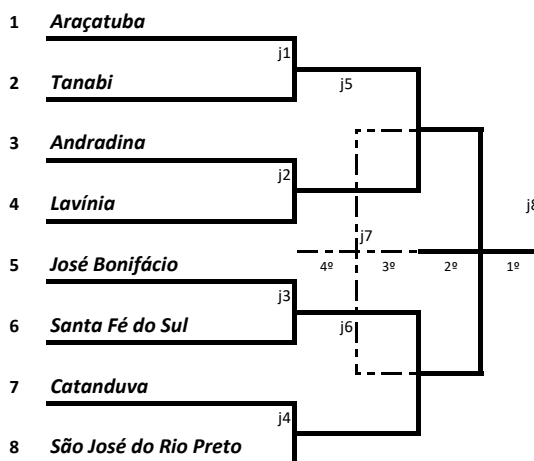 1 Araçatuba
j1
2 Tanabi
j5
3 Andradina
j2
4 Lavínia
j8
j7
5 José Bonifácio
4º 3º 2º 1º
j3
6 Santa Fé do Sul
j6
7 Catanduva
j4
8 São José do Rio Preto